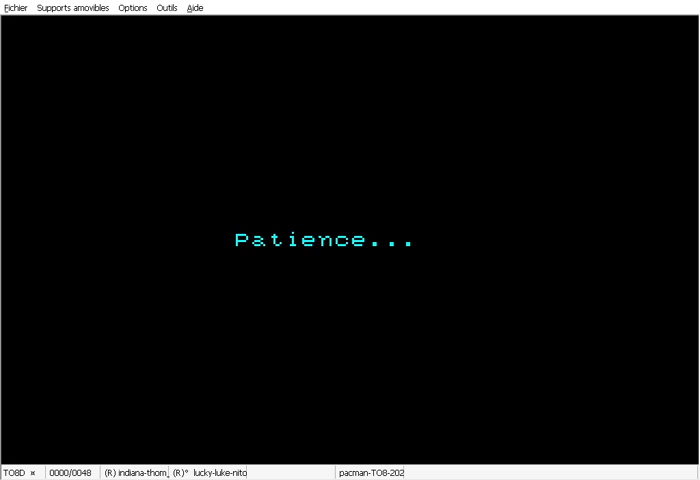 Fichier Supports amovibles Options Outils Aide
Patience...
TO8D 0000/0048 (R) indiana-thom (R)° lucky-luke-nito pacman-TO8-202